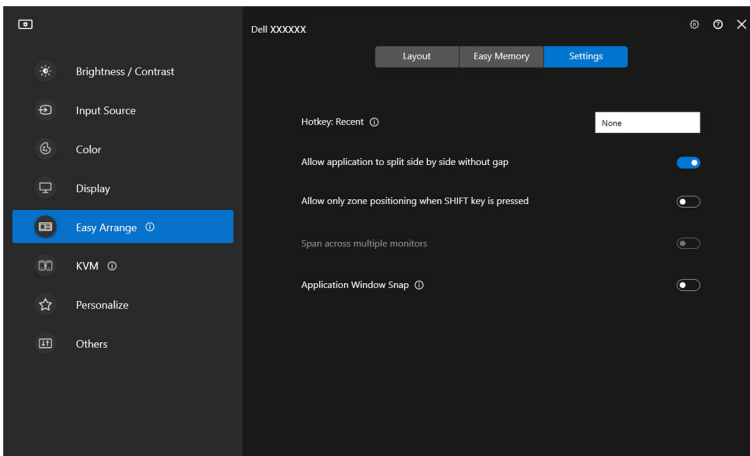 Dell XXXXXX
Layout
Easy Memory
Settings
Brightness / Contrast
Input Source
Color
Display
Easy Arrange
KVM
Personalize
Others
Hotkey: Recent
None
Allow application to split side by side without gap
Allow only zone positioning when SHIFT key is pressed
Span across multiple monitors
Application Window Snap